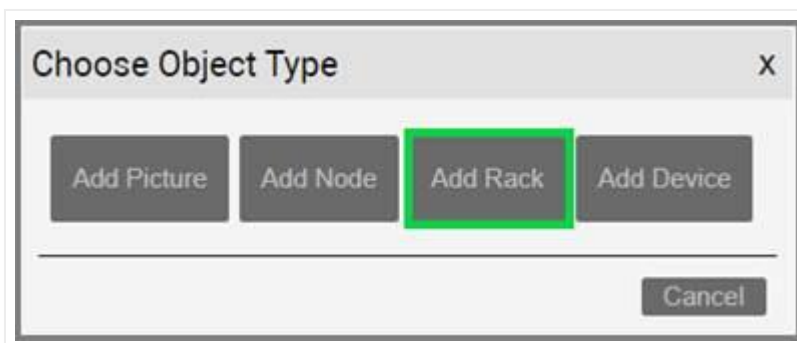 Choose Object Type x
Add Picture Add Node Add Rack Add Device
Cancel